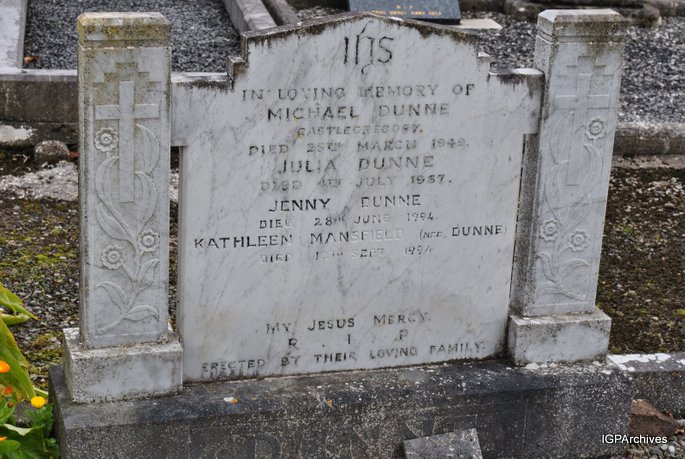 IHS
IN LOVING MEMORY OF
MICHAEL DUNNE
CASTLEGREGORY.
DIED 25TH MARCH 1949.
JULIA DUNNE
DIED 4TH JULY 1957.
JENNY DUNNE
DIED 28TH JUNE 1994
KATHLEEN MANSFIELD (NEE DUNNE)
DIED SEPT 1994
MY JESUS MERCY.
R. I. P
ERECTED BY THEIR LOVING FAMILY.
DUNNE
IGPArchives